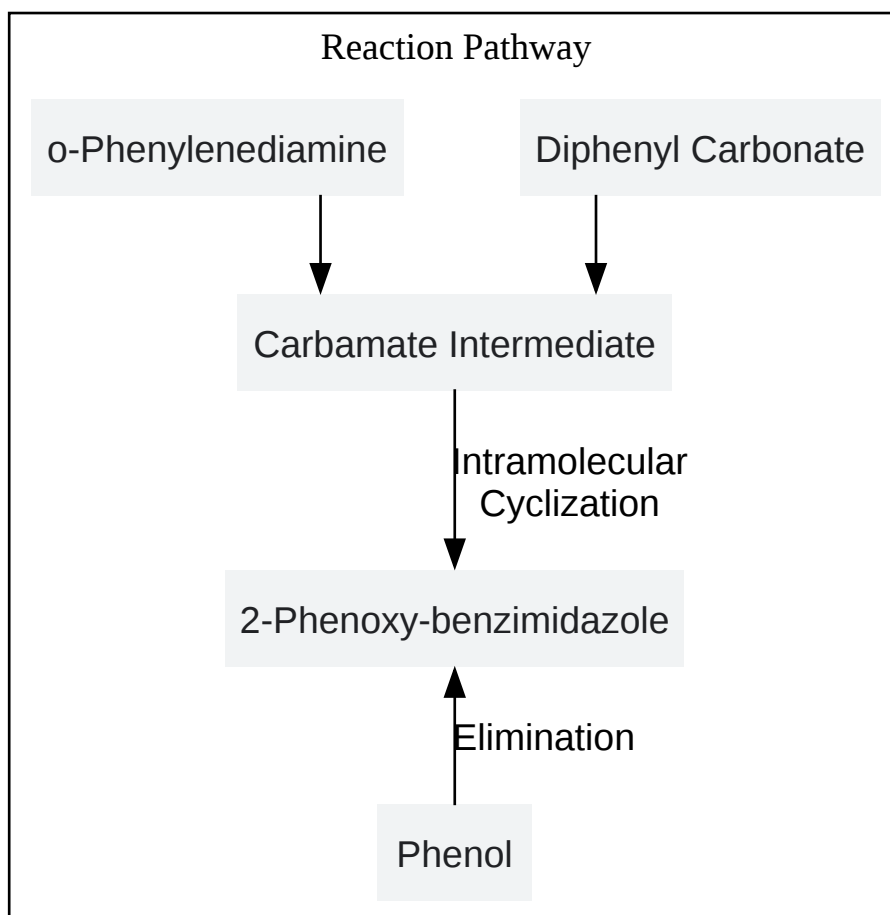 Reaction Pathway
o-Phenylenediamine
Diphenyl Carbonate
Carbamate Intermediate
Intramolecular
Cyclization
2-Phenoxy-benzimidazole
Elimination
Phenol